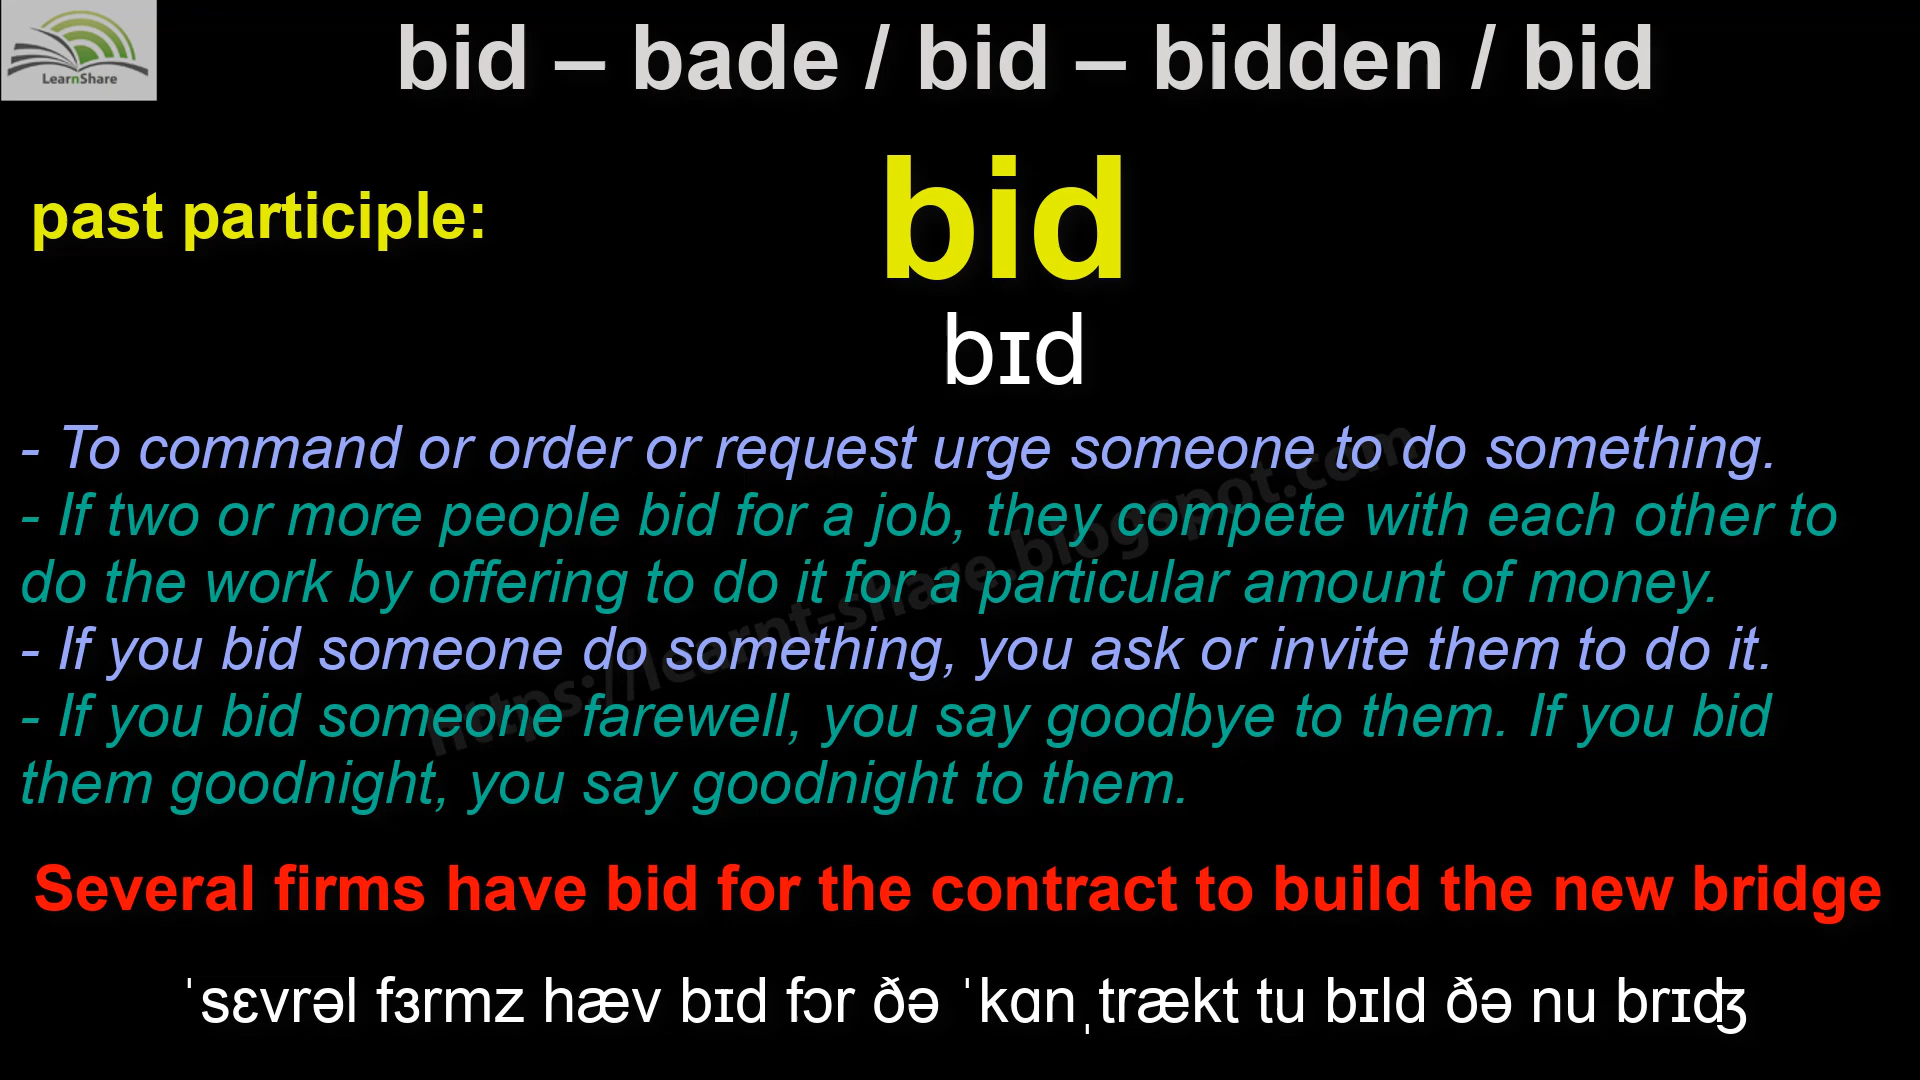 LearnShare
bid – bade / bid – bidden / bid
past participle:
bid
bɪd
- To command or order or request urge someone to do something.
- If two or more people bid for a job, they compete with each other to
do the work by offering to do it for a particular amount of money.
- If you bid someone do something, you ask or invite them to do it.
- If you bid someone farewell, you say goodbye to them. If you bid
them goodnight, you say goodnight to them.
https://learnt-share.blogspot.com
Several firms have bid for the contract to build the new bridge
ˈsɛvrəl fɜrmz hæv bɪd fɔr ðə ˈkɑnˌtrækt tu bɪld ðə nu brɪʤ